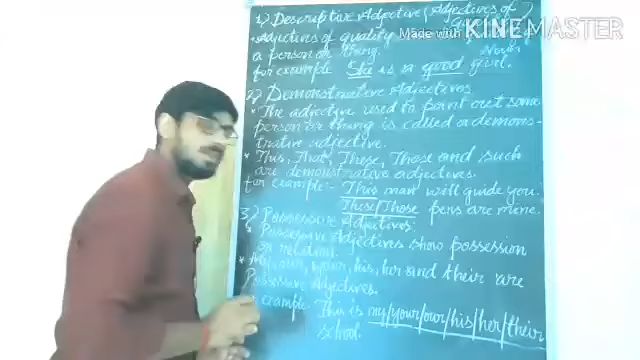 1) Descriptive Adjective (Adjectives of
Adjectives of quality
Made with KINEMASTER
a person or thing. Noun
for example She is a good girl.
2) Demonstrative Adjectives
* The adjective used to point out some
person or thing is called a demons-
trative adjective.
* This, That, These, Those and such
are demonstrative adjectives.
for example:- This man will guide you.
These/Those pens are mine.
3) Possessive Adjectives:
Possessive Adjectives show possession
or relation.
* My, our, your, his, her and their are
Possessive Adjectives.
example. This is my/your/our/his/her/their
school.